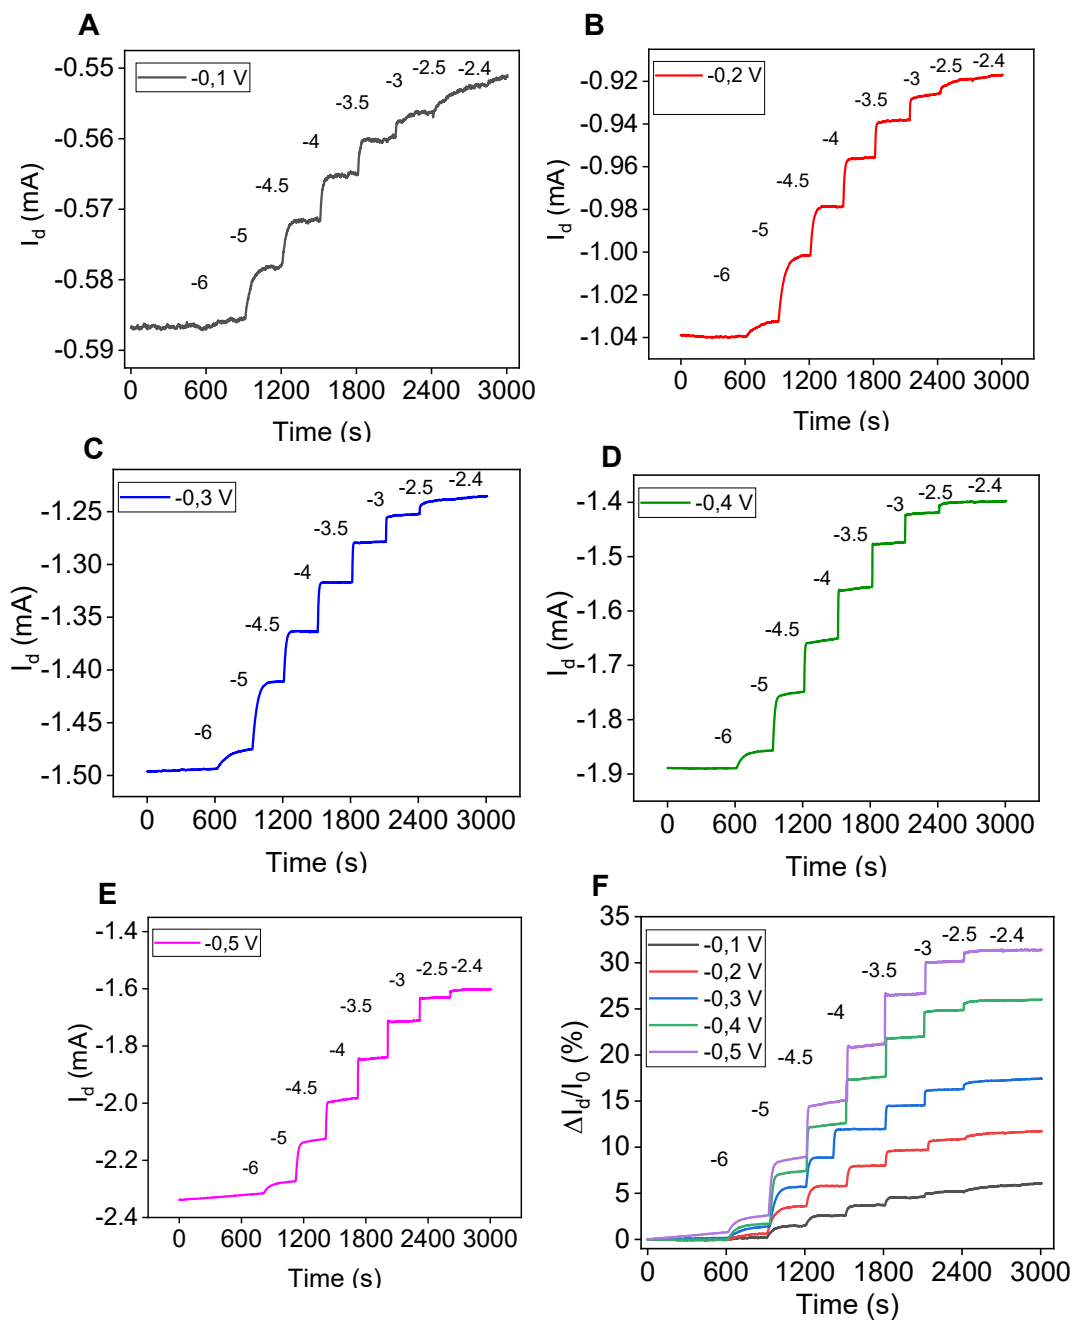 A
-0,1 V
-6
-5
-4.5
-4
-3.5
-3
-2.5
-2.4
-0.55
-0.56
-0.57
-0.58
-0.59
I_d (mA)
0 600 1200 1800 2400 3000
Time (s)
B
-0,2 V
-6
-5
-4.5
-4
-3.5
-3
-2.5
-2.4
-0.92
-0.94
-0.96
-0.98
-1.00
-1.02
-1.04
I_d (mA)
0 600 1200 1800 2400 3000
Time (s)
C
-0,3 V
-6
-5
-4.5
-4
-3.5
-3
-2.5
-2.4
-1.25
-1.30
-1.35
-1.40
-1.45
-1.50
I_d (mA)
0 600 1200 1800 2400 3000
Time (s)
D
-0,4 V
-6
-5
-4.5
-4
-3.5
-3
-2.5
-2.4
-1.4
-1.5
-1.6
-1.7
-1.8
-1.9
I_d (mA)
0 600 1200 1800 2400 3000
Time (s)
E
-0,5 V
-6
-5
-4.5
-4
-3.5
-3
-2.5
-2.4
-1.4
-1.6
-1.8
-2.0
-2.2
-2.4
I_d (mA)
0 600 1200 1800 2400 3000
Time (s)
F
-0,1 V
-0,2 V
-0,3 V
-0,4 V
-0,5 V
-6
-5
-4.5
-4
-3.5
-3
-2.5
-2.4
35
30
25
20
15
10
5
0
ΔI_d/I_0 (%)
0 600 1200 1800 2400 3000
Time (s)